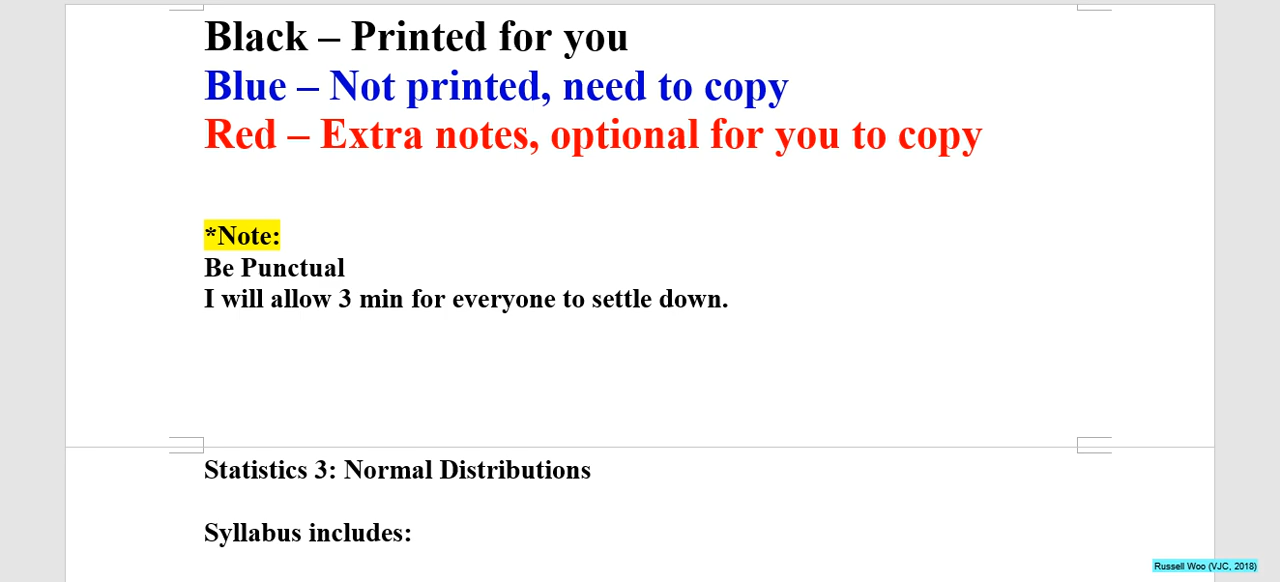 Black – Printed for you
Blue – Not printed, need to copy
Red – Extra notes, optional for you to copy
*Note:
Be Punctual
I will allow 3 min for everyone to settle down.
Statistics 3: Normal Distributions
Syllabus includes:
Russell Woo (VJC, 2018)